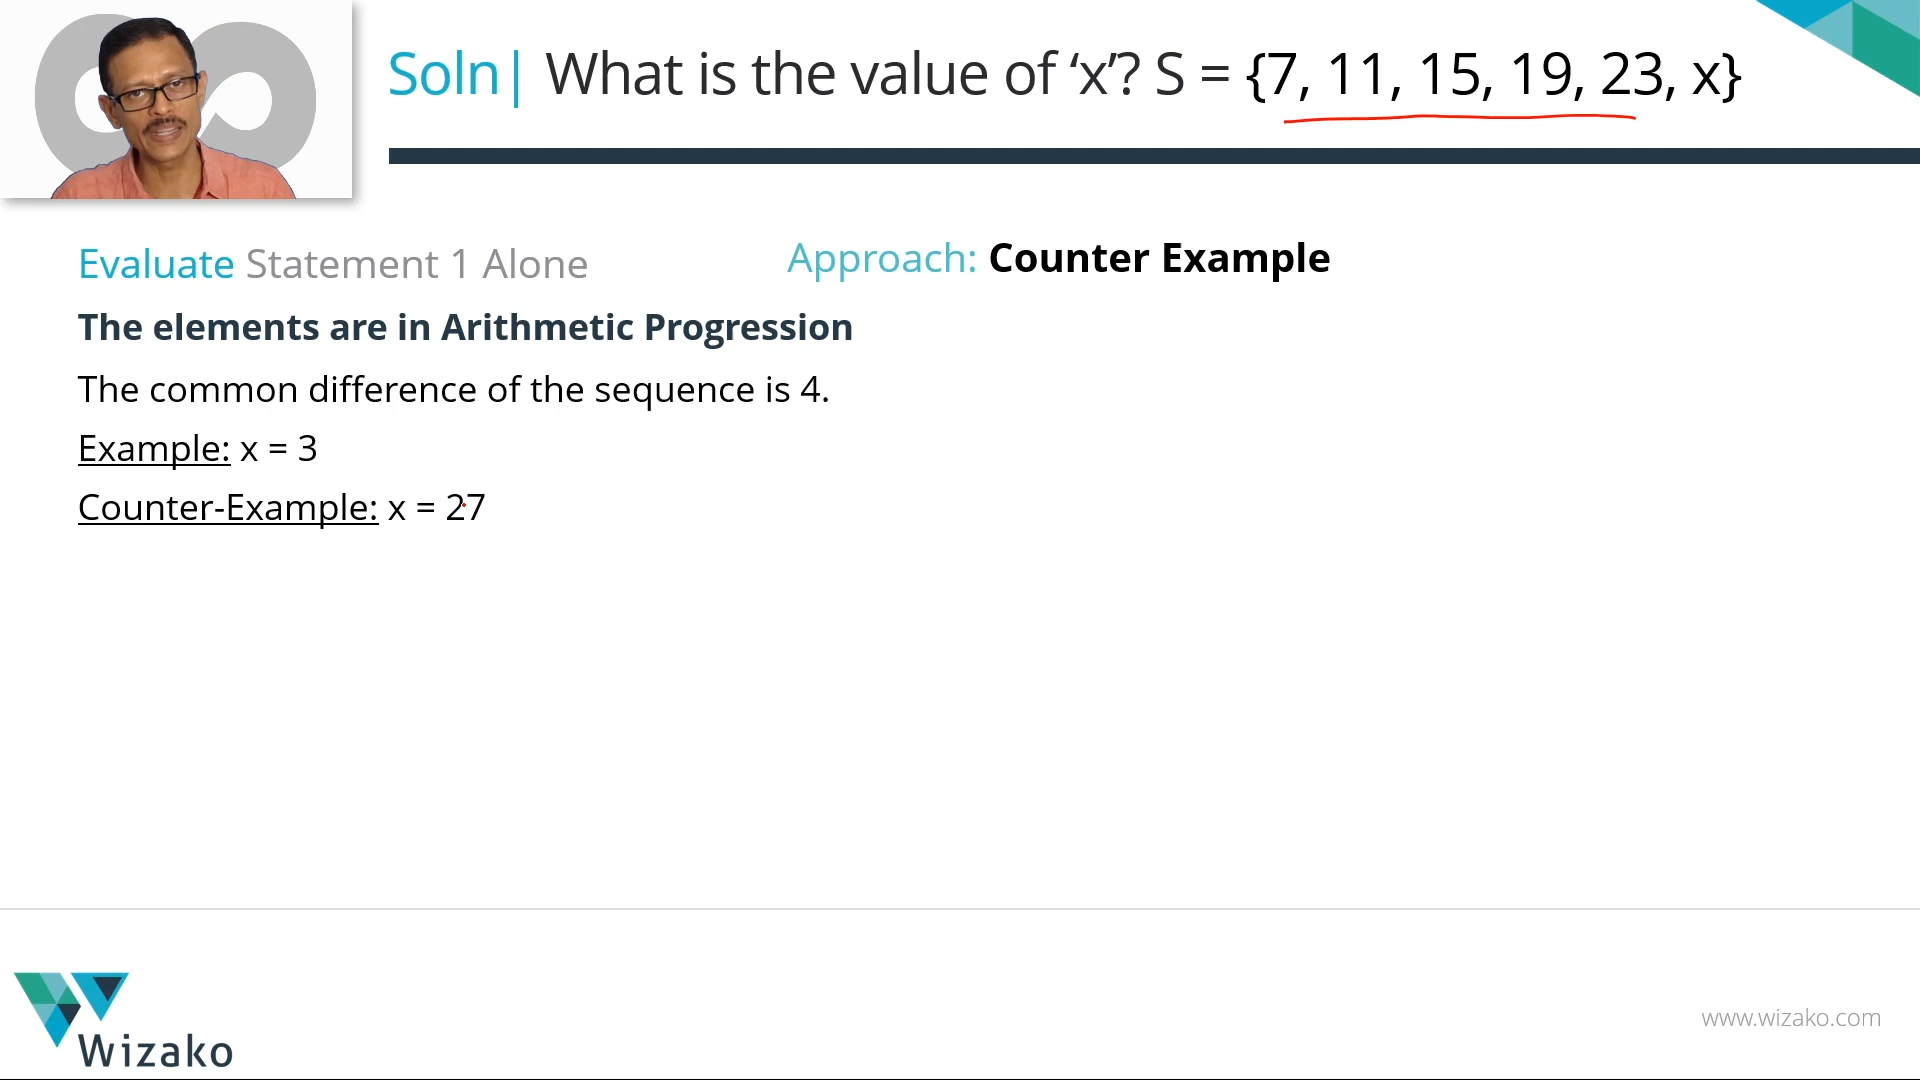 Soln| What is the value of ‘x’? S = {7, 11, 15, 19, 23, x}
Evaluate Statement 1 Alone
Approach: Counter Example
The elements are in Arithmetic Progression
The common difference of the sequence is 4.
Example: x = 3
Counter-Example: x = 27
Wizako
www.wizako.com